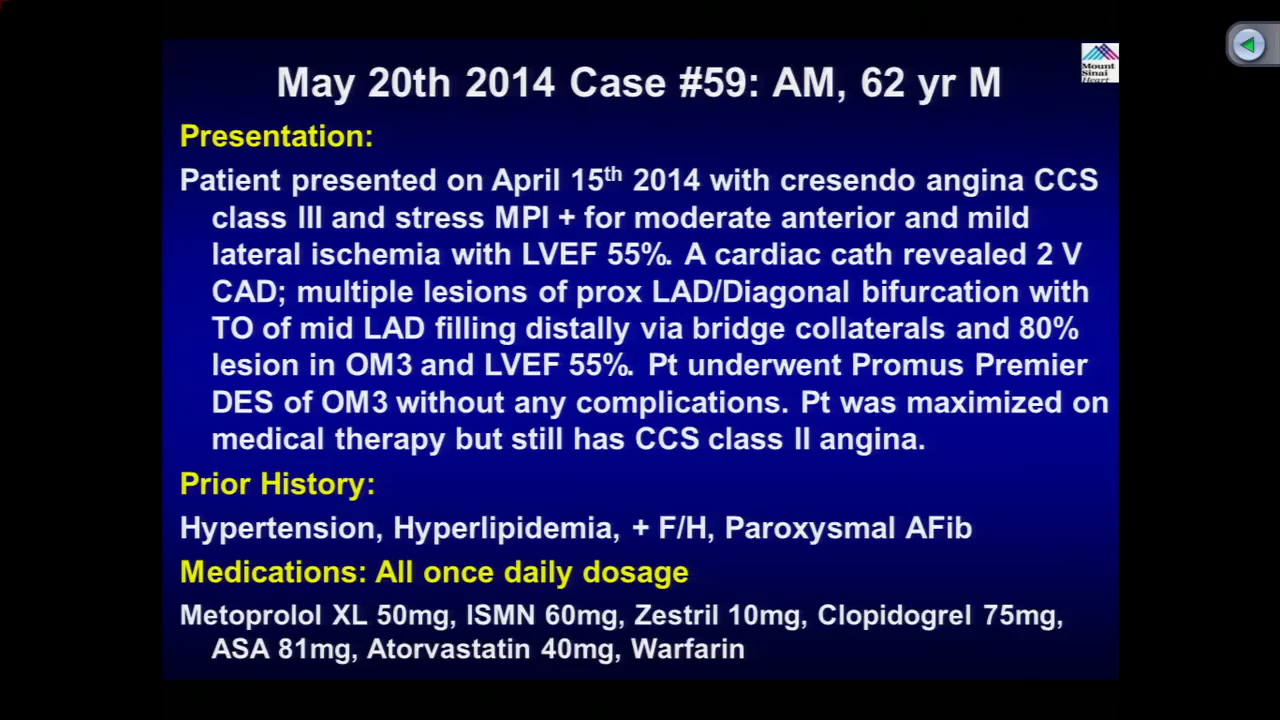 May 20th 2014 Case #59: AM, 62 yr M
Mount
Sinai
Heart
Presentation:
Patient presented on April 15th 2014 with cresendo angina CCS
class III and stress MPI + for moderate anterior and mild
lateral ischemia with LVEF 55%. A cardiac cath revealed 2 V
CAD; multiple lesions of prox LAD/Diagonal bifurcation with
TO of mid LAD filling distally via bridge collaterals and 80%
lesion in OM3 and LVEF 55%. Pt underwent Promus Premier
DES of OM3 without any complications. Pt was maximized on
medical therapy but still has CCS class II angina.
Prior History:
Hypertension, Hyperlipidemia, + F/H, Paroxysmal AFib
Medications: All once daily dosage
Metoprolol XL 50mg, ISMN 60mg, Zestril 10mg, Clopidogrel 75mg,
ASA 81mg, Atorvastatin 40mg, Warfarin